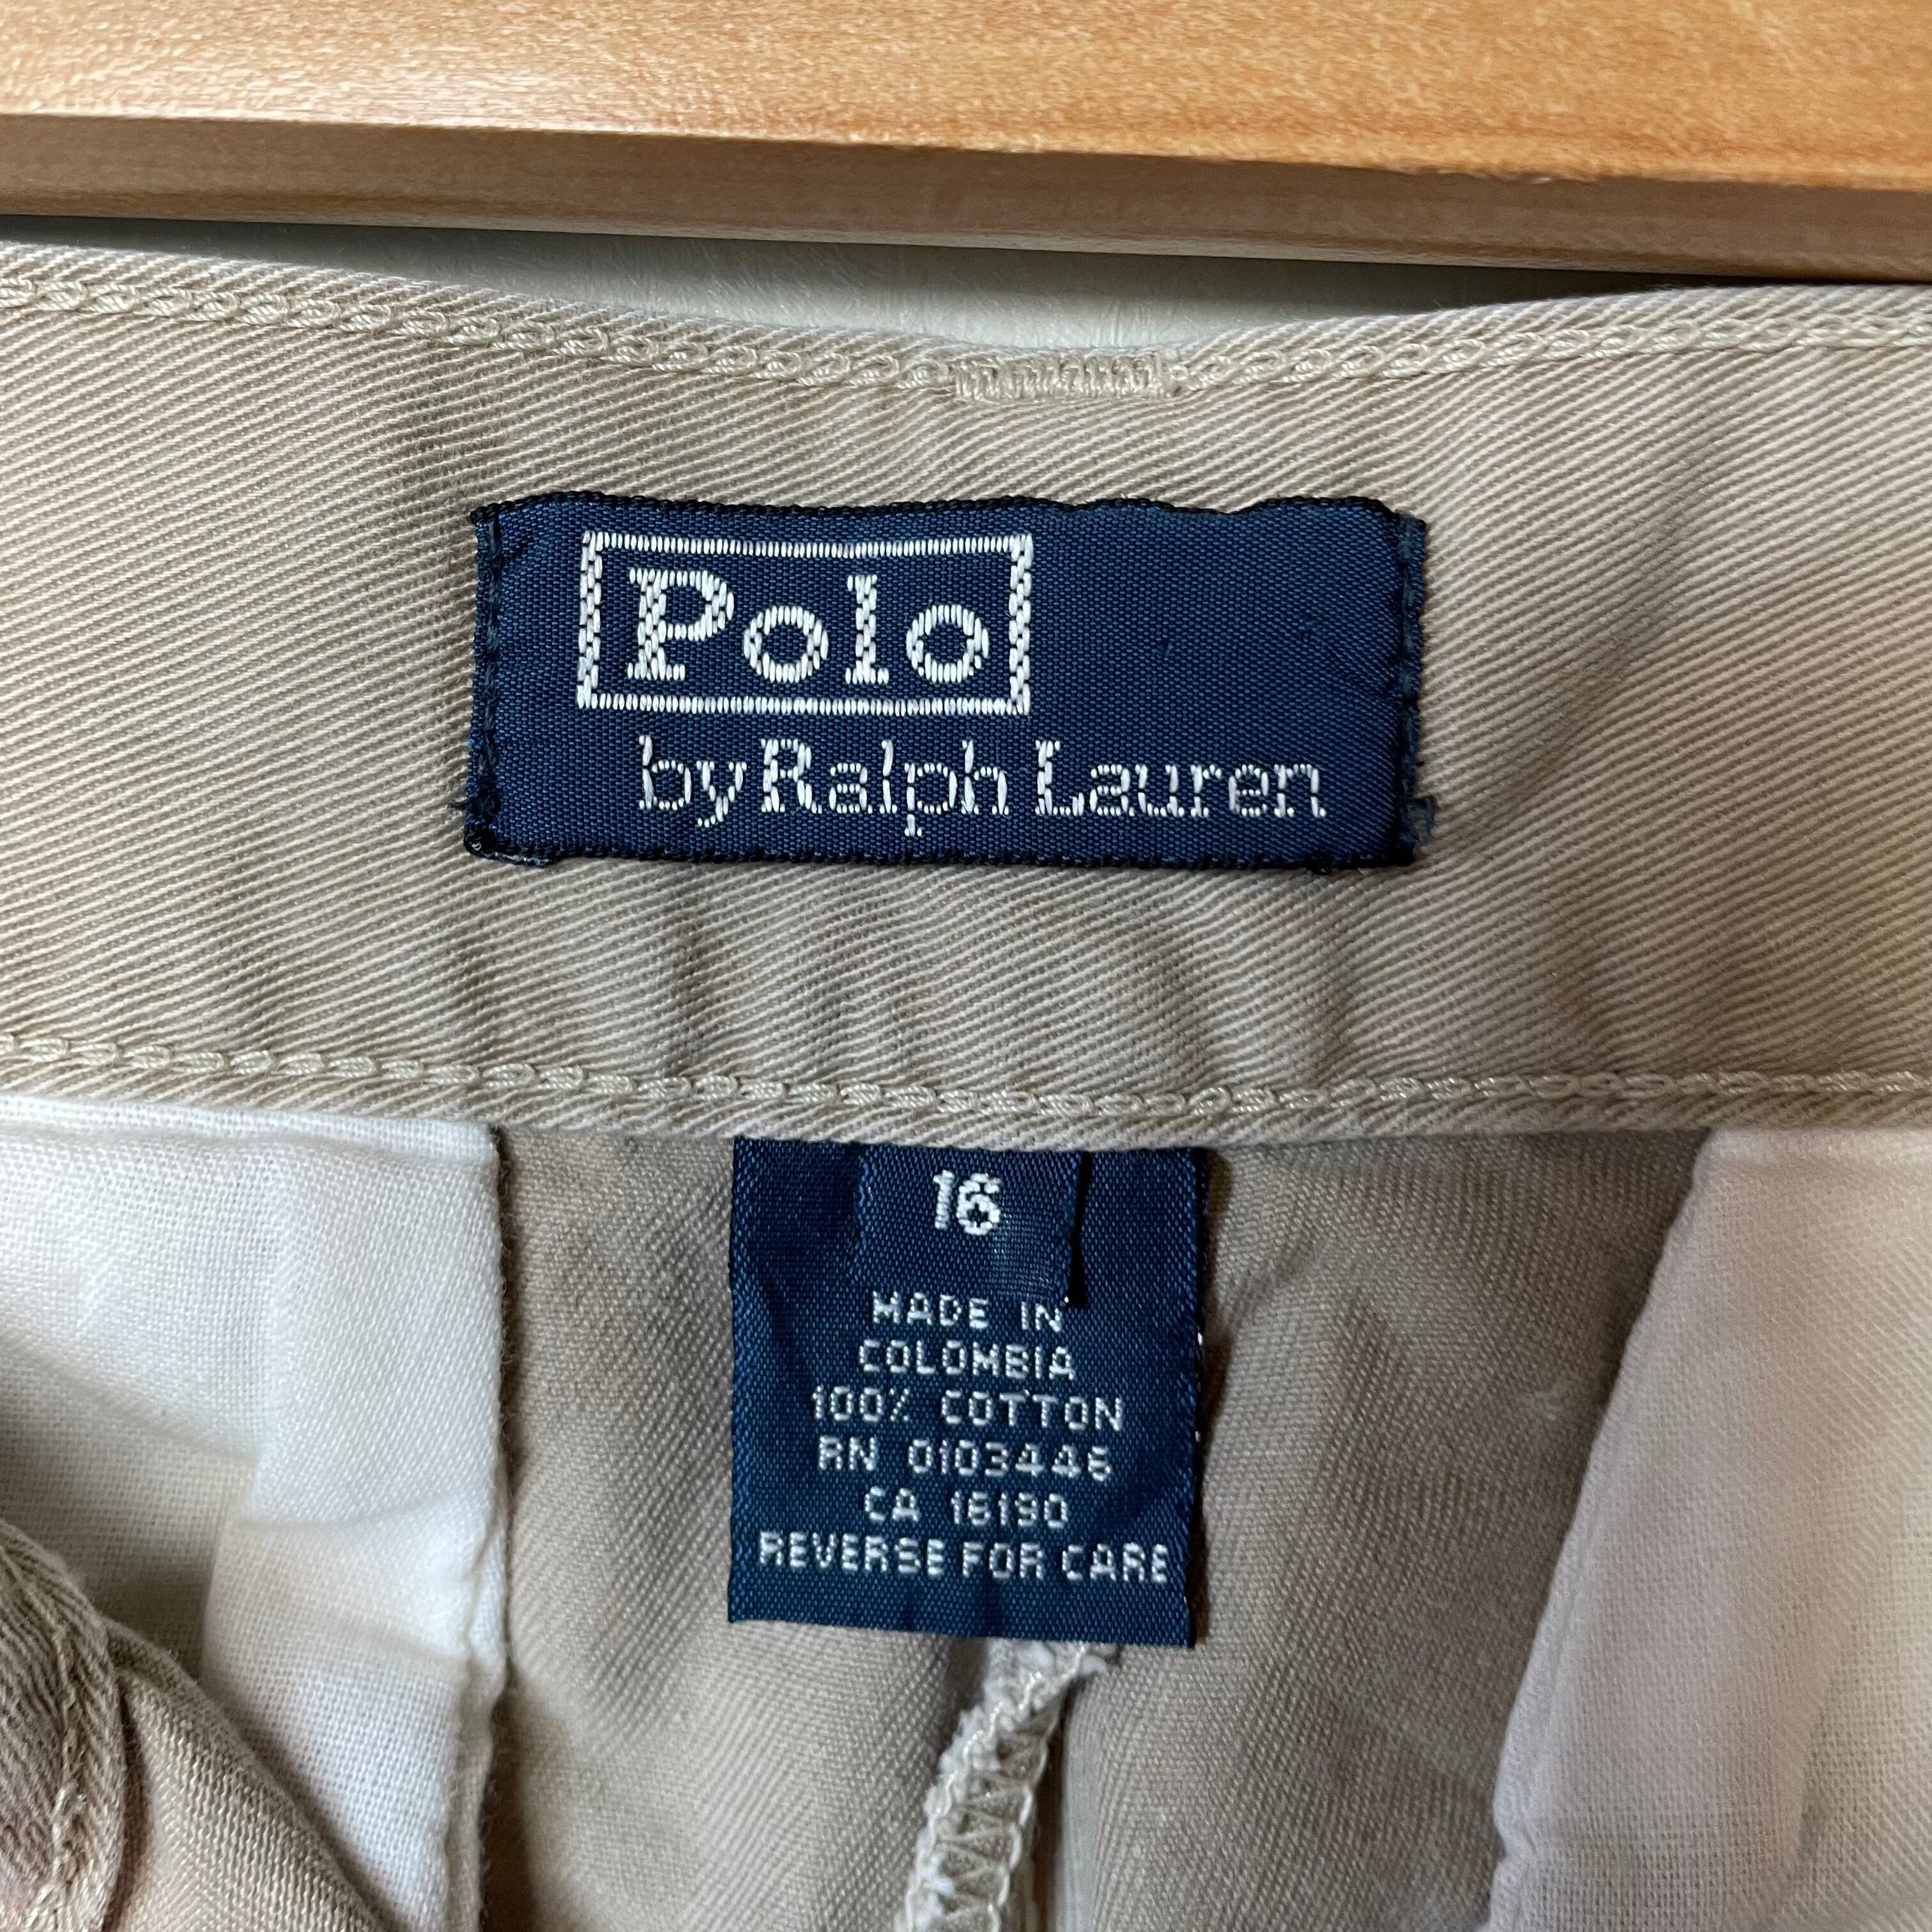 Polo
by Ralph Lauren
16
MADE IN
COLOMBIA
100% COTTON
RN 0103446
CA 16190
REVERSE FOR CARE